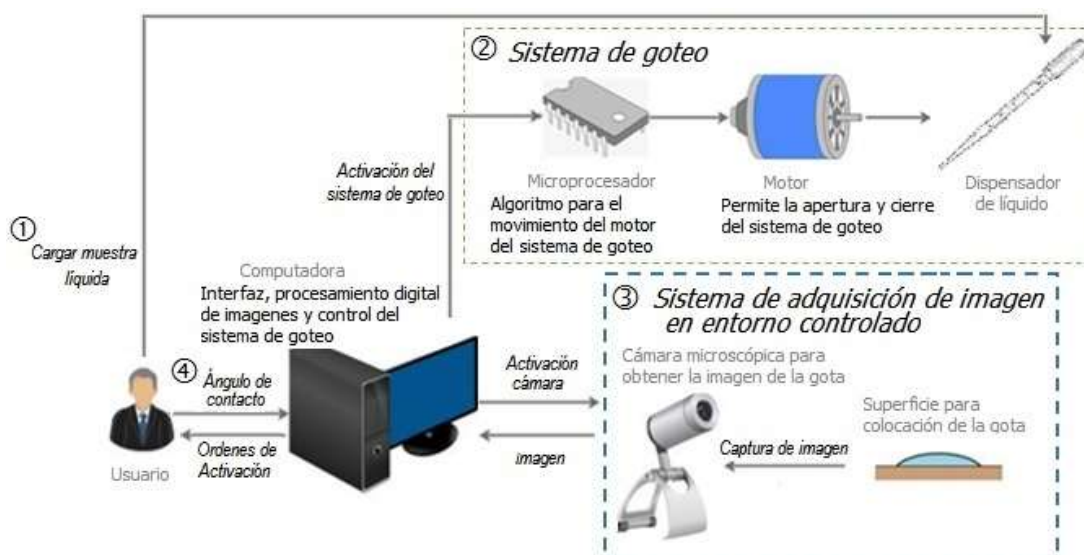 ② Sistema de goteo
Microprocesador
Algoritmo para el
movimiento del motor
del sistema de goteo
Motor
Permite la apertura y cierre
del sistema de goteo
Dispensador
de líquido
Activación del
sistema de goteo
①
Cargar muestra
líquida
Computadora
Interfaz, procesamiento digital
de imagenes y control del
sistema de goteo
④
Ángulo de
contacto
Ordenes de
Activación
Usuario
Activación
cámara
imagen
③ Sistema de adquisición de imagen
en entorno controlado
Cámara microscópica para
obtener la imagen de la gota
Superficie para
colocación de la gota
Captura de imagen